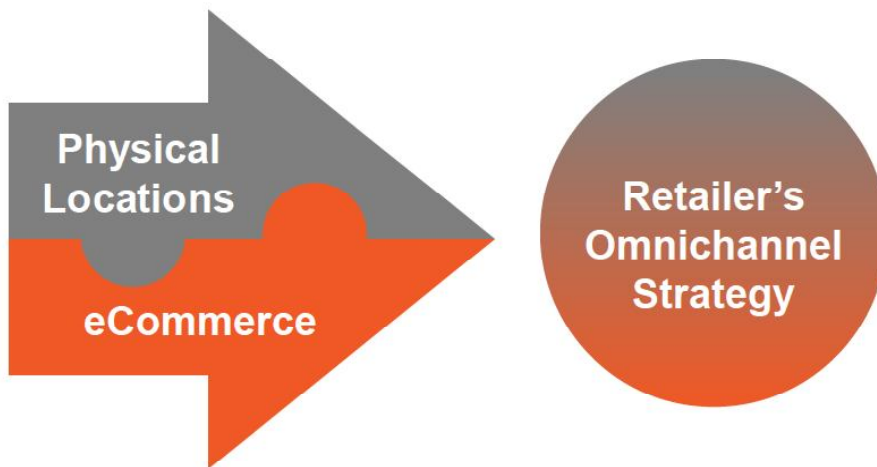 Physical
Locations
eCommerce
Retailer’s
Omnichannel
Strategy